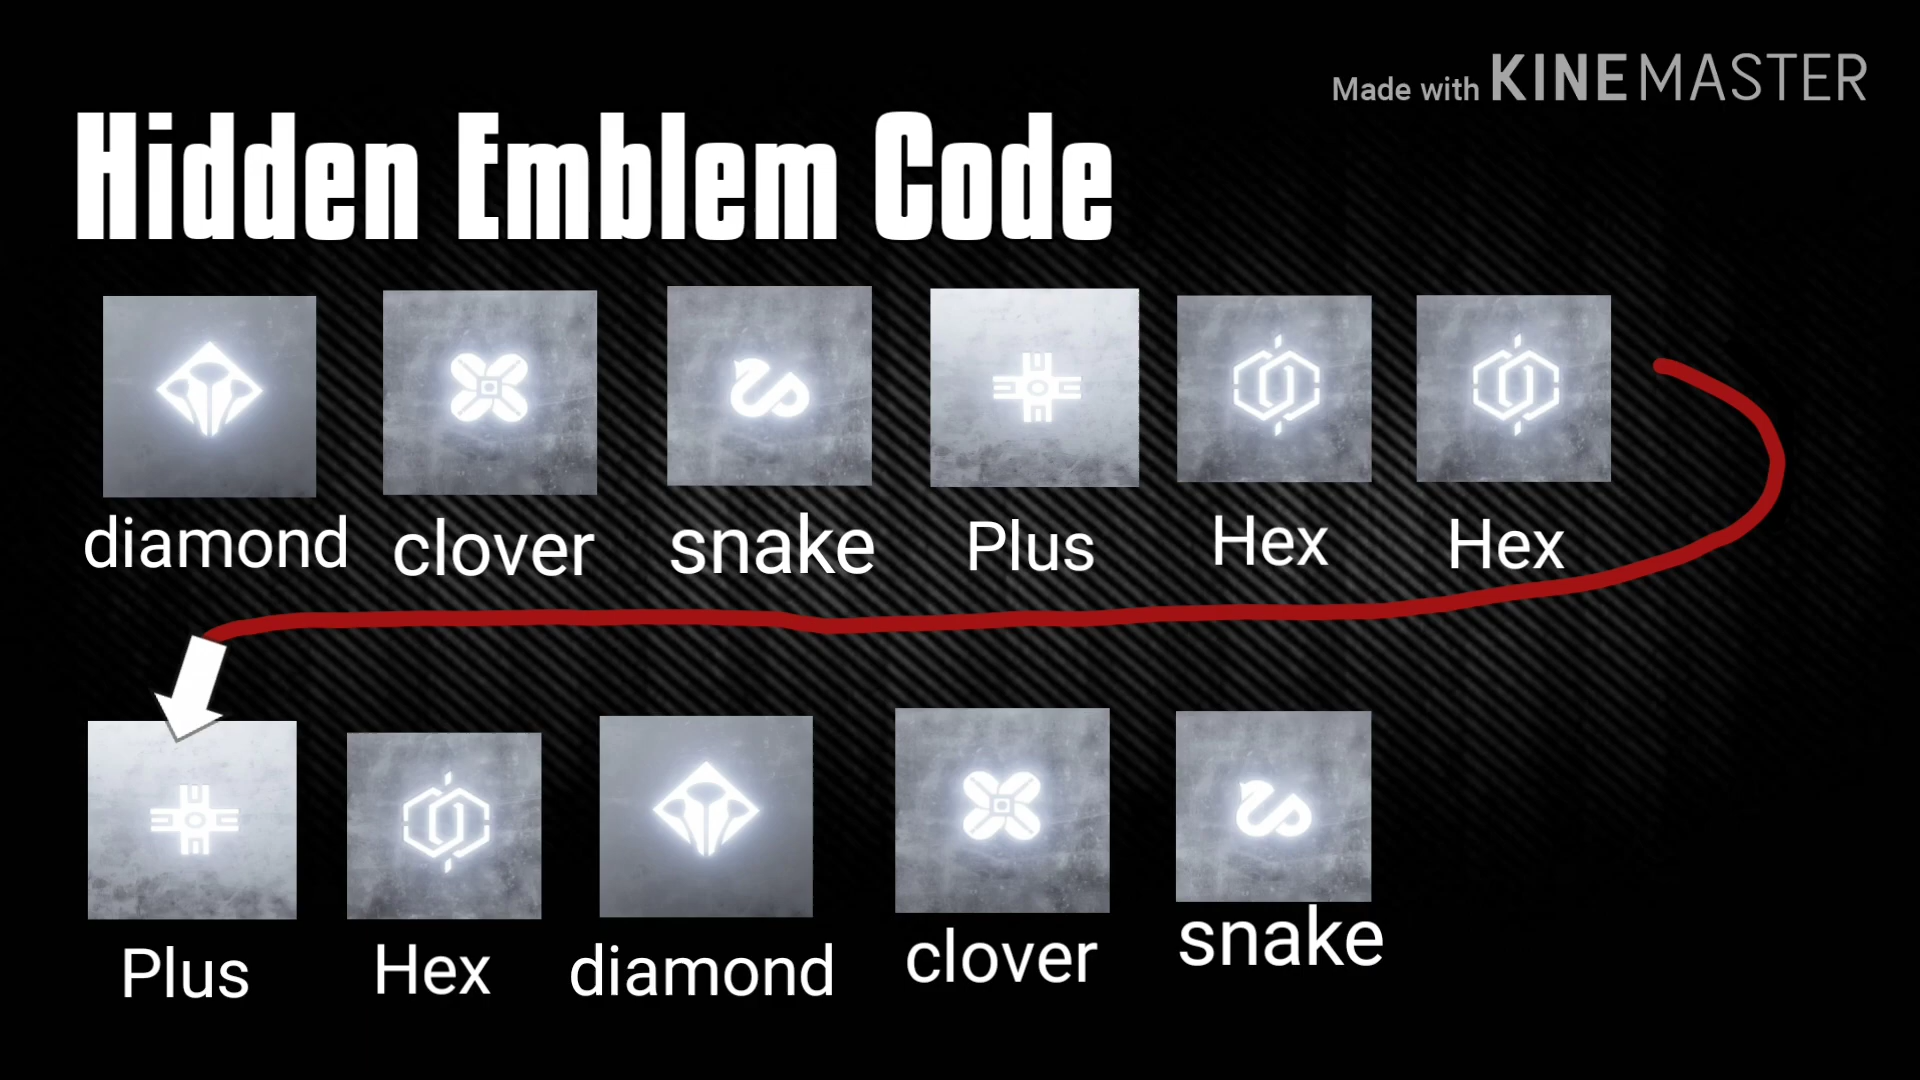 Made with KINEMASTER
Hidden Emblem Code
diamond clover snake Plus Hex Hex
Plus Hex diamond clover snake